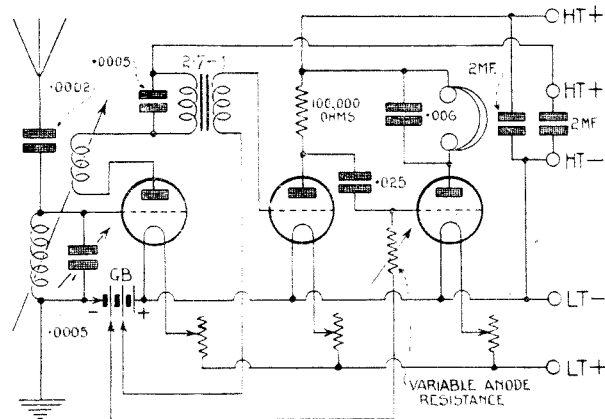 HT+
·0002
·0005
2·7–1
2MF.
HT+
100,000
OHMS
·006
2MF
HT–
·025
GB
– +
LT–
·0005
LT+
VARIABLE ANODE
RESISTANCE